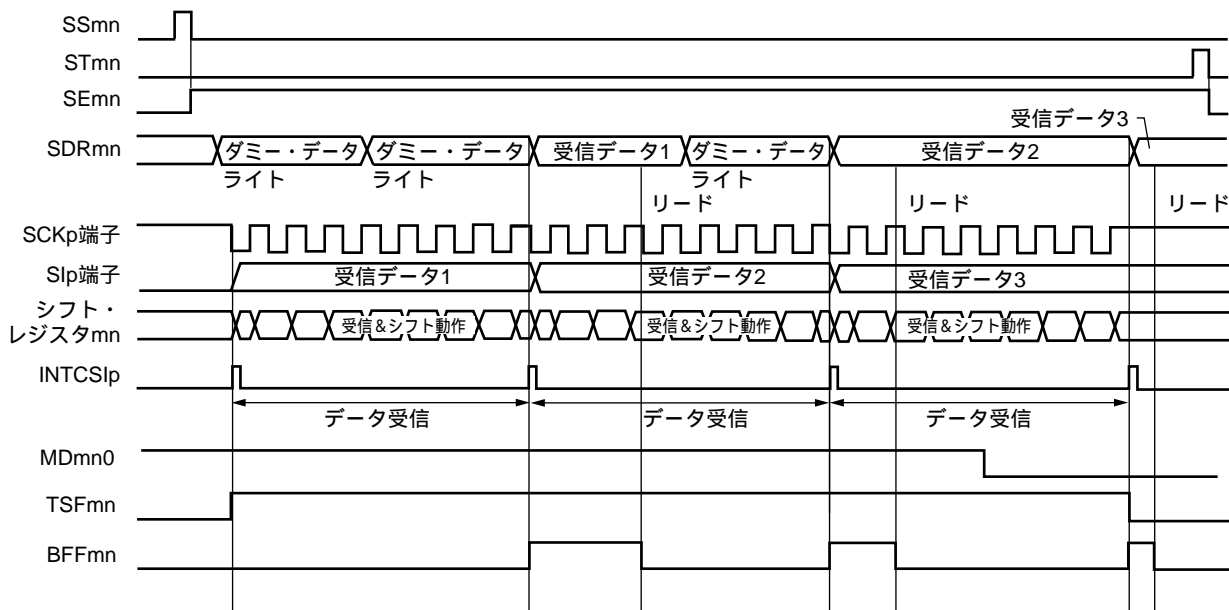 SSmn
STmn
SEmn
受信データ3
SDRmn
ダミー・データ
ダミー・データ
受信データ1
ダミー・データ
受信データ2
ライト
ライト
ライト
リード
リード
リード
SCKp端子
SIp端子
受信データ1
受信データ2
受信データ3
シフト・
レジスタmn
受信&シフト動作
受信&シフト動作
受信&シフト動作
INTCSIp
データ受信
データ受信
データ受信
MDmn0
TSFmn
BFFmn